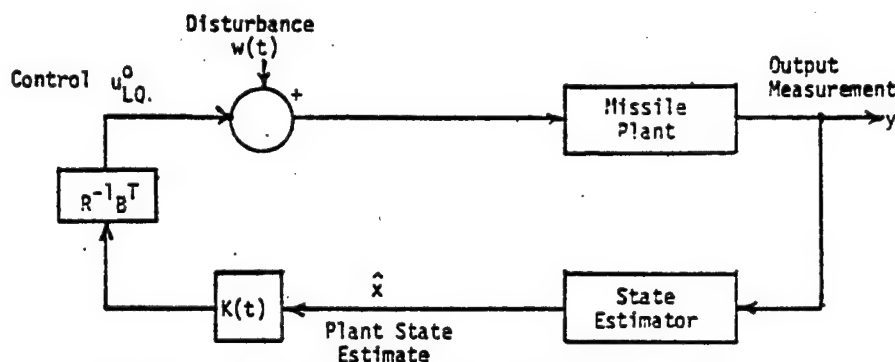 Disturbance
w(t)
Control u°LQ.
+
Missile
Plant
Output
Measurement
y
R⁻¹Bᵀ
K(t)
x̂
Plant State
Estimate
State
Estimator